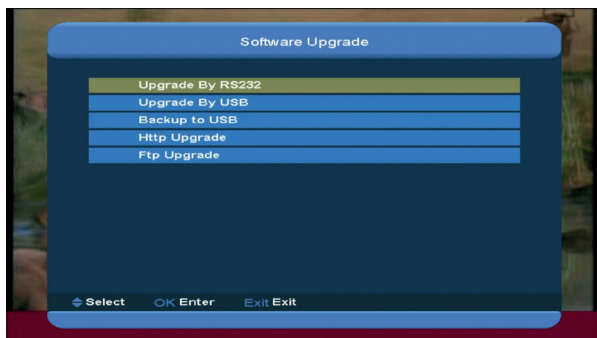 Software Upgrade
Upgrade By RS232
Upgrade By USB
Backup to USB
Http Upgrade
Ftp Upgrade
Select OK Enter Exit Exit